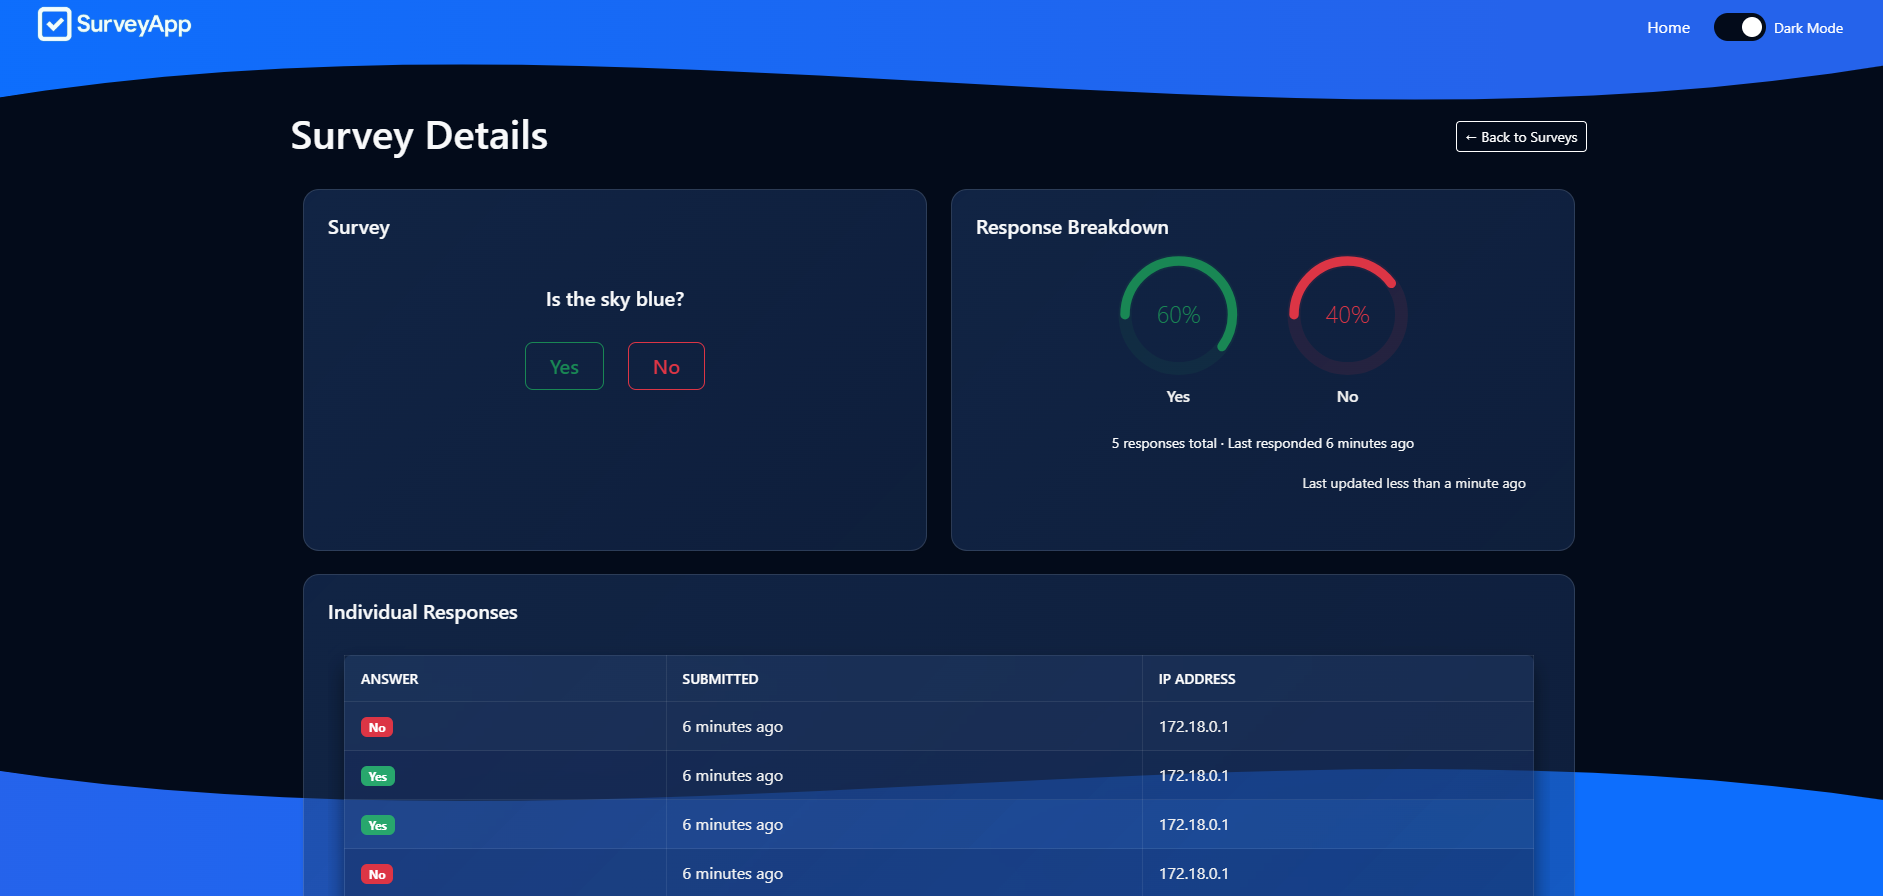 SurveyApp
Home Dark Mode
Survey Details
← Back to Surveys
Survey
Is the sky blue?
Yes No
Response Breakdown
60% 40%
Yes No
5 responses total · Last responded 6 minutes ago
Last updated less than a minute ago
Individual Responses
ANSWER SUBMITTED IP ADDRESS
No 6 minutes ago 172.18.0.1
Yes 6 minutes ago 172.18.0.1
Yes 6 minutes ago 172.18.0.1
No 6 minutes ago 172.18.0.1